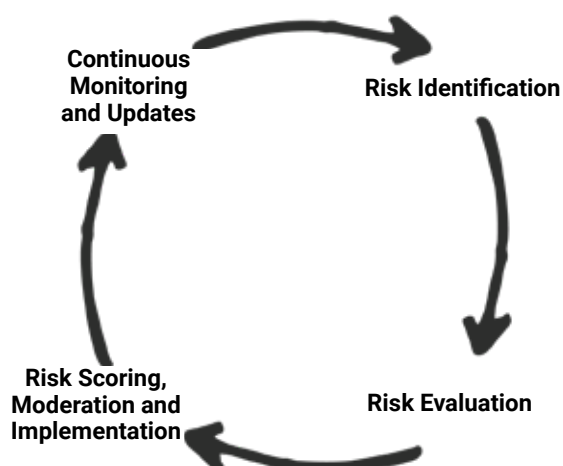 Continuous
Monitoring
and Updates
Risk Identification
Risk Evaluation
Risk Scoring,
Moderation and
Implementation